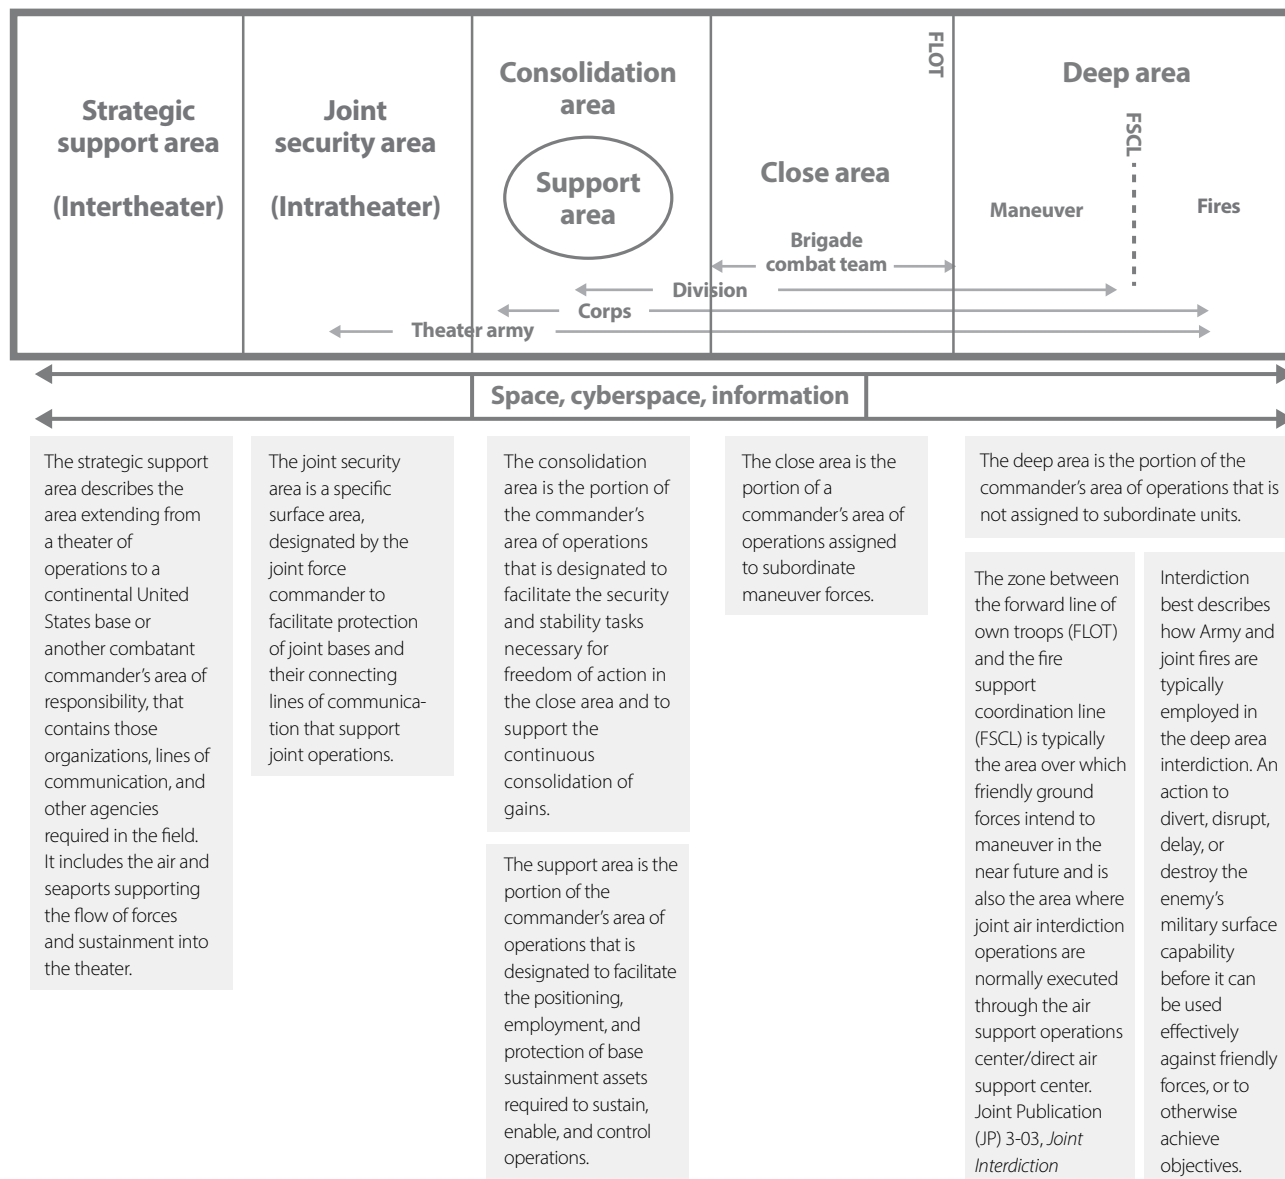 Strategic
support area
(Intertheater)
Joint
security area
(Intratheater)
Consolidation
area
Support
area
Close area
FLOT
Deep area
FSCL
Maneuver
Fires
Brigade
combat team
Division
Corps
Theater army
Space, cyberspace, information
The strategic support
area describes the
area extending from
a theater of
operations to a
continental United
States base or
another combatant
commander’s area of
responsibility, that
contains those
organizations, lines of
communication, and
other agencies
required in the field.
It includes the air and
seaports supporting
the flow of forces
and sustainment into
the theater.
The joint security
area is a specific
surface area,
designated by the
joint force
commander to
facilitate protection
of joint bases and
their connecting
lines of communica-
tion that support
joint operations.
The consolidation
area is the portion of
the commander’s
area of operations
that is designated to
facilitate the security
and stability tasks
necessary for
freedom of action in
the close area and to
support the
continuous
consolidation of
gains.
The support area is the
portion of the
commander’s area of
operations that is
designated to facilitate
the positioning,
employment, and
protection of base
sustainment assets
required to sustain,
enable, and control
operations.
The close area is the
portion of a
commander’s area of
operations assigned
to subordinate
maneuver forces.
The deep area is the portion of the
commander’s area of operations that is
not assigned to subordinate units.
The zone between
the forward line of
own troops (FLOT)
and the fire
support
coordination line
(FSCL) is typically
the area over which
friendly ground
forces intend to
maneuver in the
near future and is
also the area where
joint air interdiction
operations are
normally executed
through the air
support operations
center/direct air
support center.
Joint Publication
(JP) 3-03, Joint
Interdiction
Interdiction
best describes
how Army and
joint fires are
typically
employed in
the deep area
interdiction. An
action to
divert, disrupt,
delay, or
destroy the
enemy’s
military surface
capability
before it can
be used
effectively
against friendly
forces, or to
otherwise
achieve
objectives.